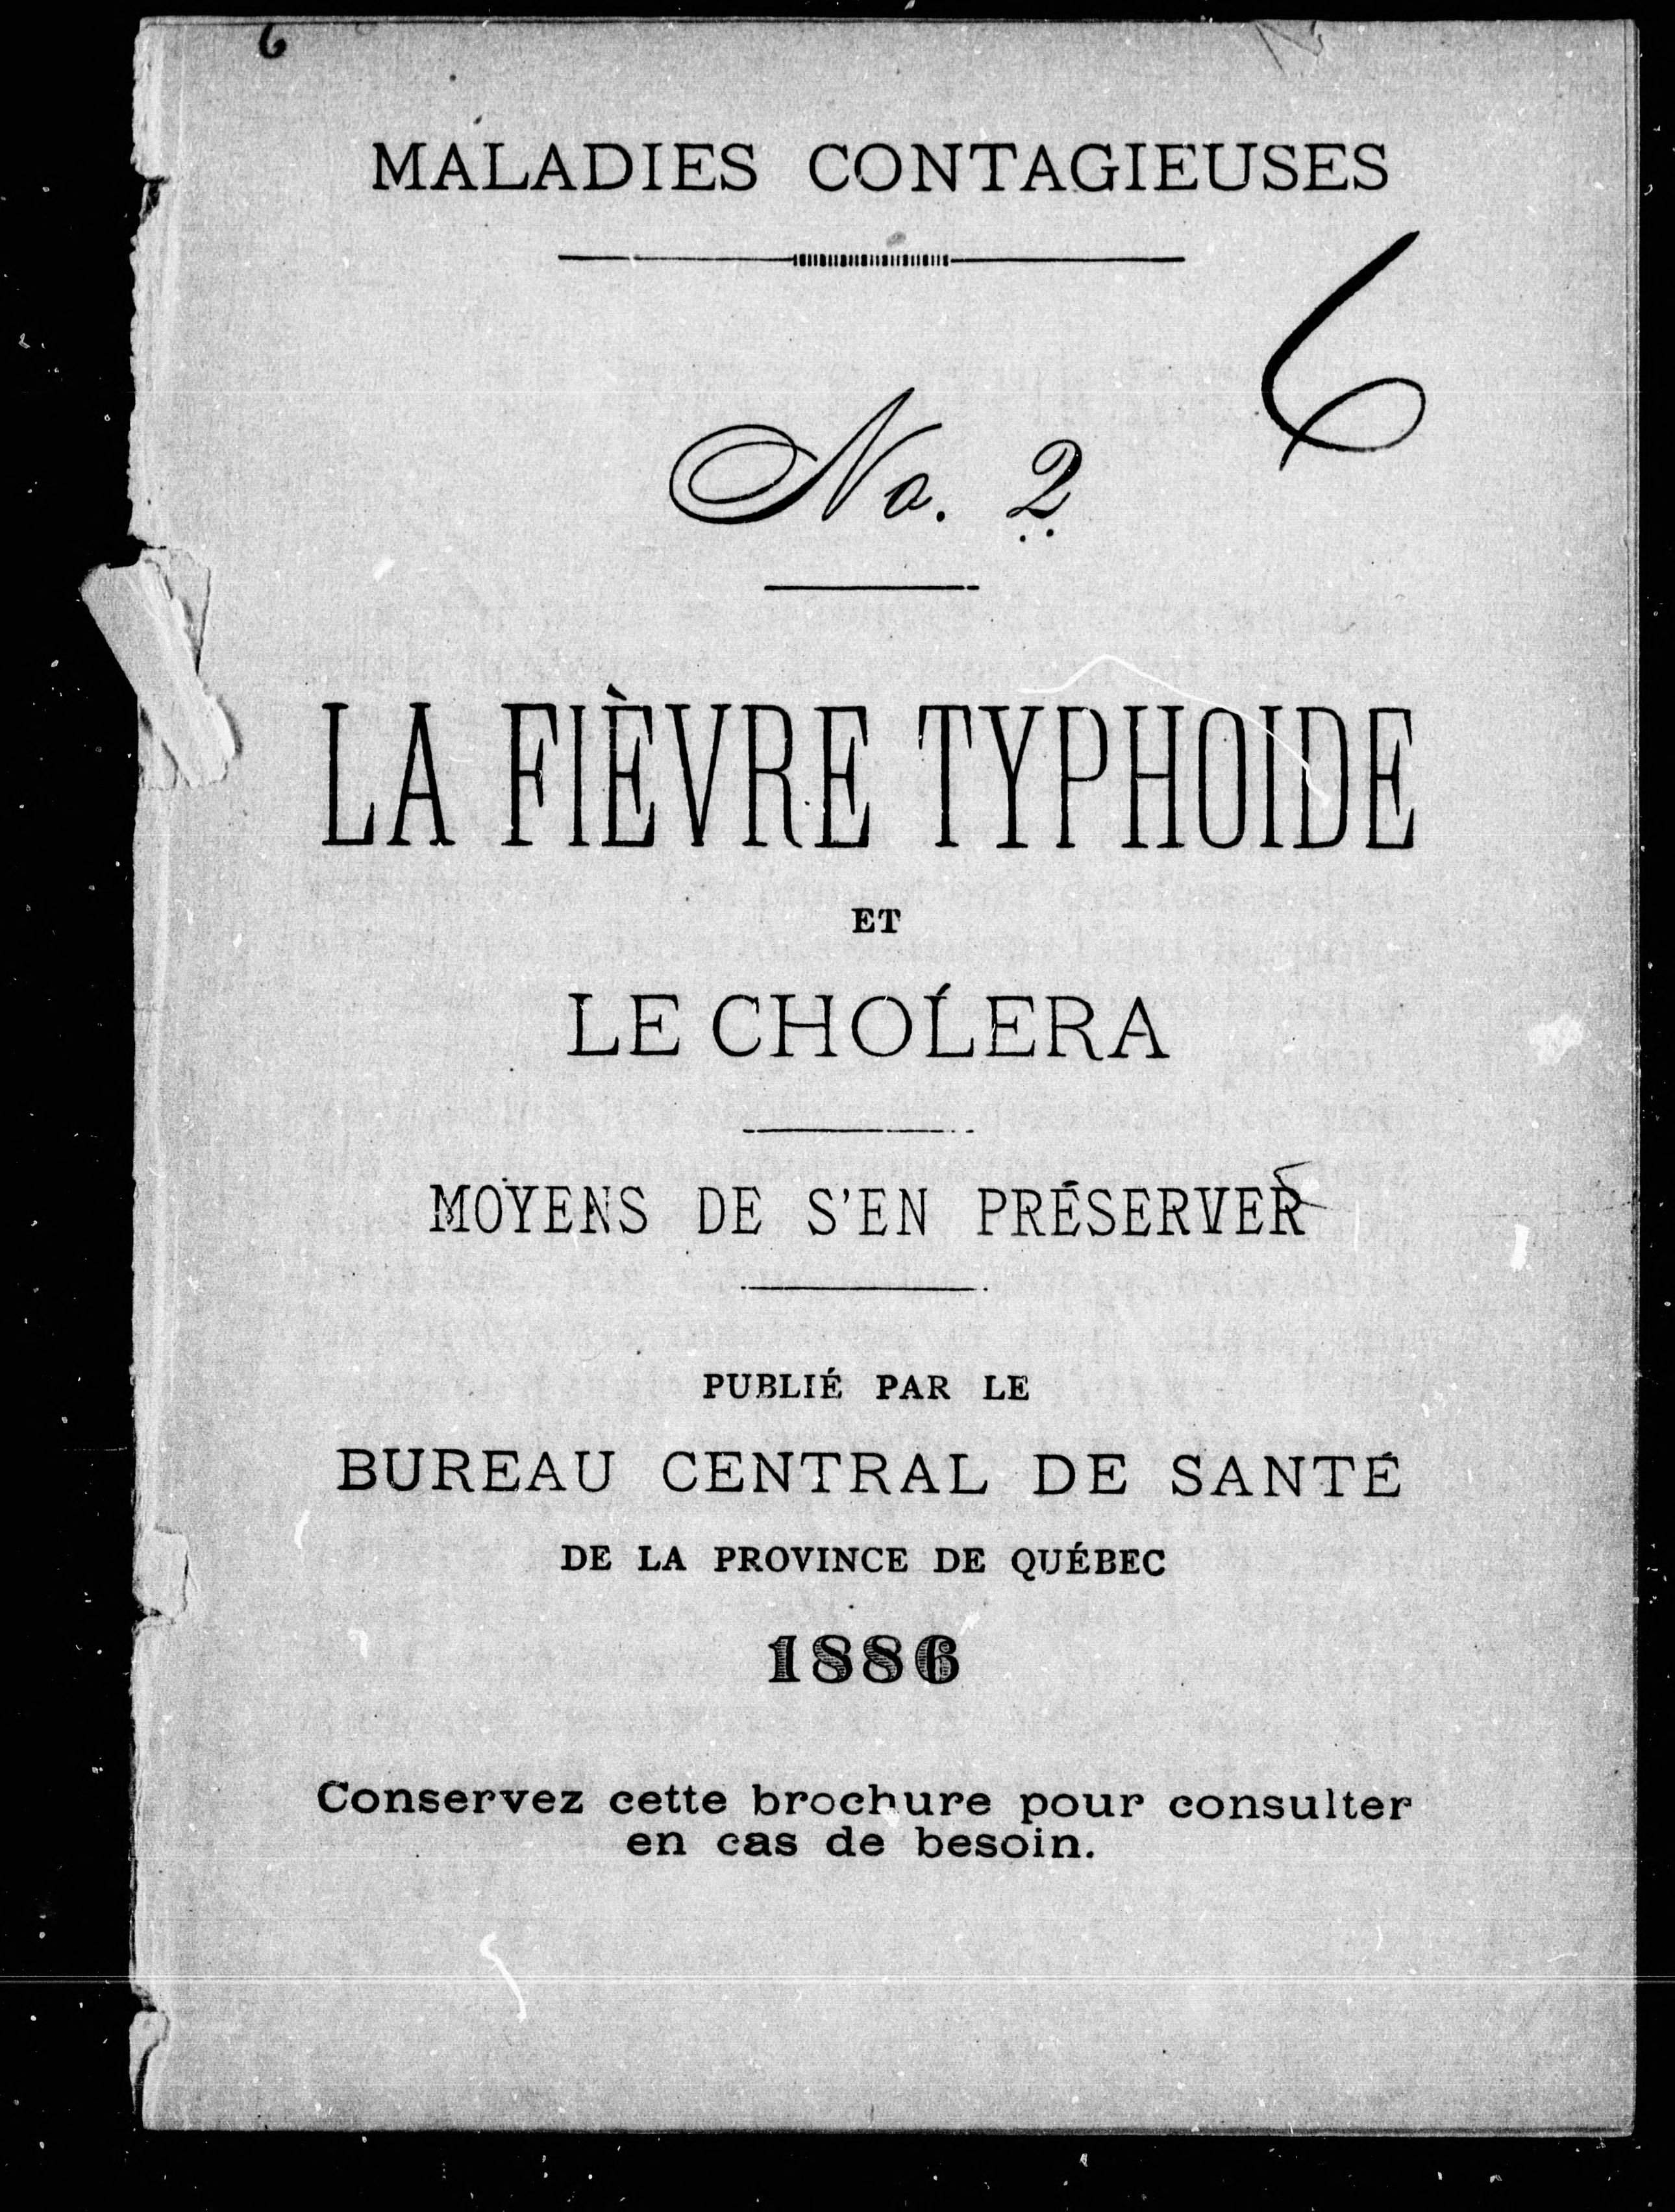 6
MALADIES CONTAGIEUSES
6
No. 2
LA FIÈVRE TYPHOIDE
ET
LE CHOLÉRA
MOYENS DE S'EN PRÉSERVER
PUBLIÉ PAR LE
BUREAU CENTRAL DE SANTÉ
DE LA PROVINCE DE QUÉBEC
1886
Conservez cette brochure pour consulter
en cas de besoin.